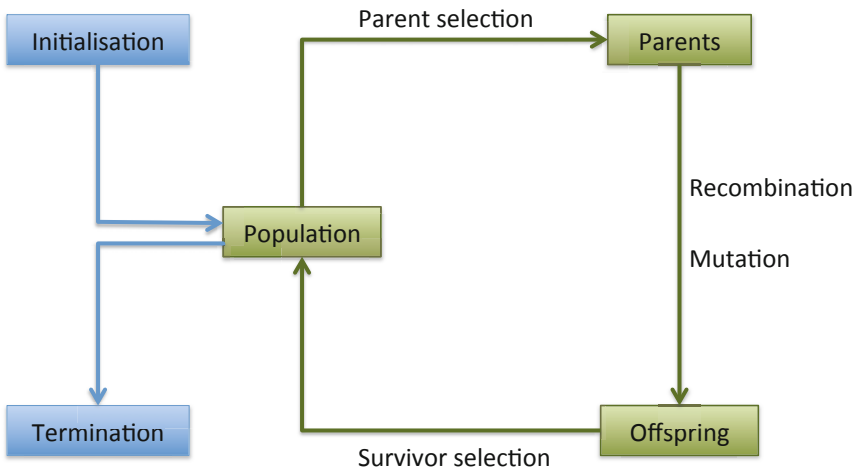 Parent selection
Initialisation
Parents
Recombination
Population
Mutation
Termination
Offspring
Survivor selection